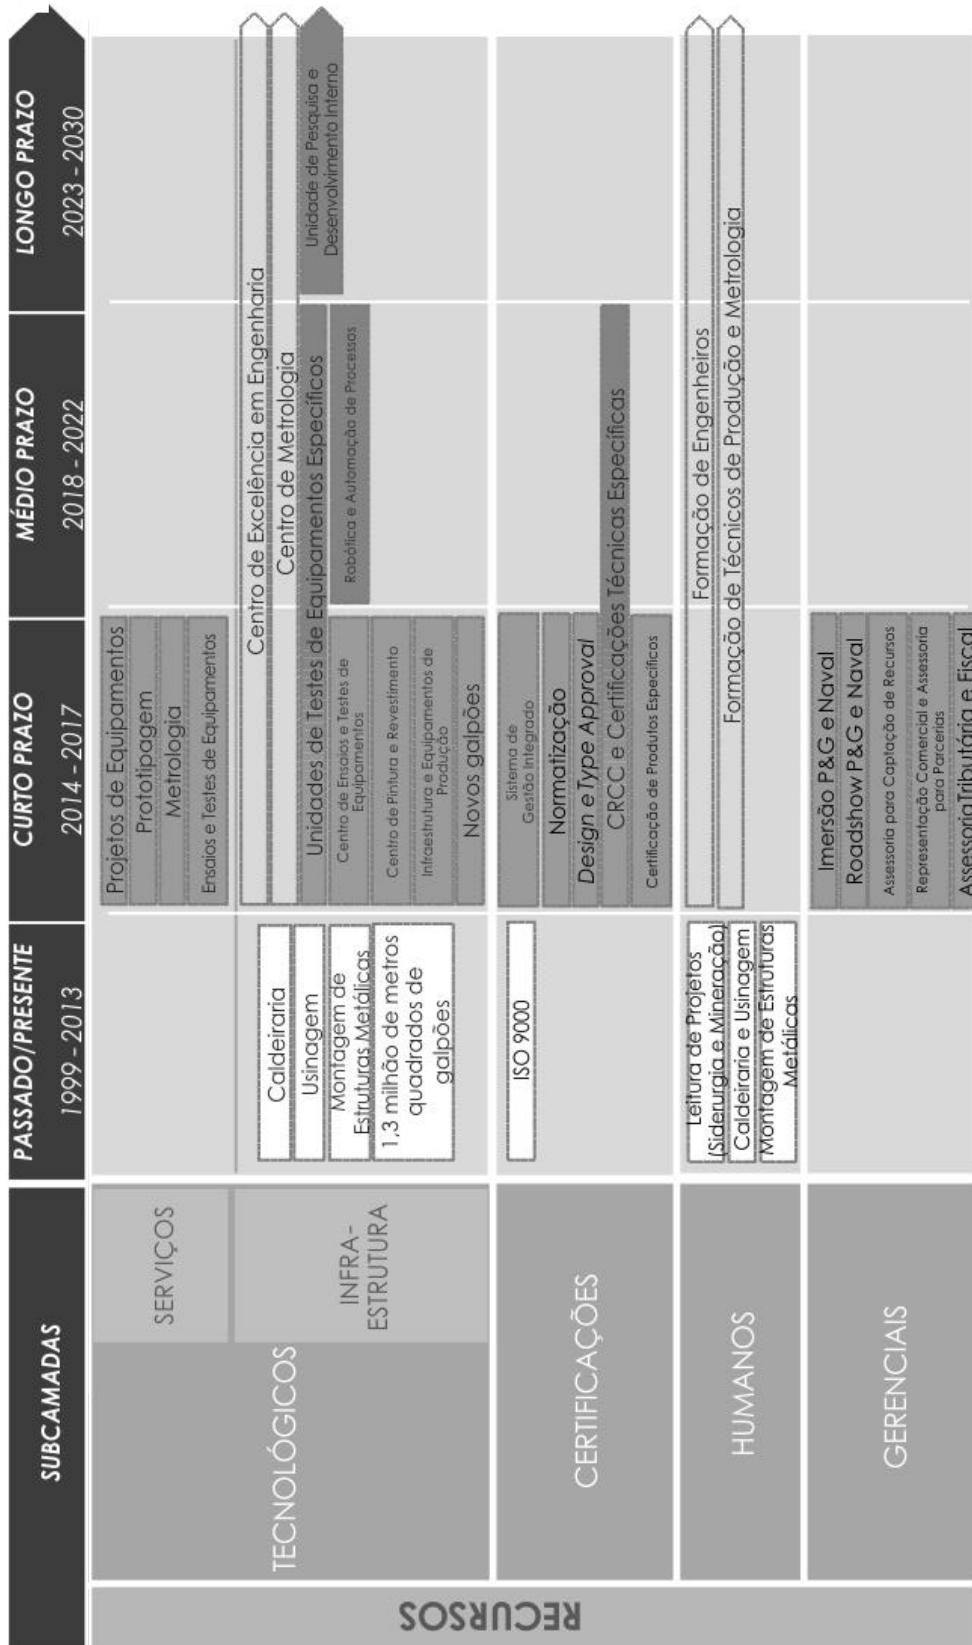 SUBCAMADAS
PASSADO/PRESENTE
1999 - 2013
CURTO PRAZO
2014 - 2017
MÉDIO PRAZO
2018 - 2022
LONGO PRAZO
2023 - 2030
RECURSOS
TECNOLÓGICOS
SERVIÇOS
Projetos de Equipamentos
Prototipagem
Metrologia
Ensaios e Testes de Equipamentos
INFRA-
ESTRUTURA
Caldeiraria
Usinagem
Montagem de
Estruturas Metálicas
1,3 milhão de metros
quadrados de
galpões
Centro de Excelência em Engenharia
Centro de Metrologia
Unidades de Testes de Equipamentos Específicos
Unidade de Pesquisa e
Desenvolvimento Interno
Centro de Ensaios e Testes de
Equipamentos
Robótica e Automação de Processos
Centro de Pintura e Revestimento
Infraestrutura e Equipamentos de
Produção
Novos galpões
CERTIFICAÇÕES
ISO 9000
Sistema de
Gestão Integrado
Normatização
Design e Type Approval
CRCC e Certificações Técnicas Específicas
Certificação de Produtos Específicos
HUMANOS
Leitura de Projetos
(Siderurgia e Mineração)
Caldeiraria e Usinagem
Montagem de Estruturas
Metálicas
Formação de Engenheiros
Formação de Técnicos de Produção e Metrologia
GERENCIAIS
Imersão P&G e Naval
Roadshow P&G e Naval
Assessoria para Captação de Recursos
Representação Comercial e Assessoria
para Parcerias
Assessoria Tributária e Fiscal